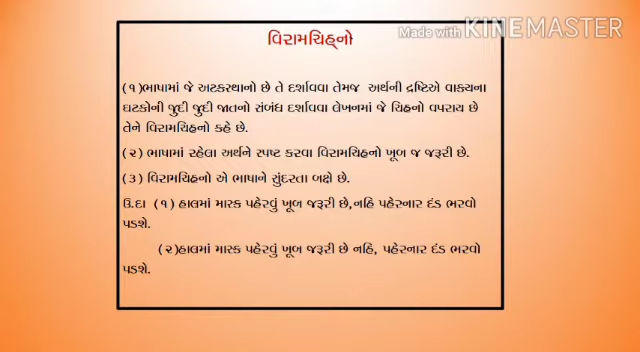 Made with KINEMASTER
વિરામચિહ્નો
(૧)ભાષામાં જે અટકસ્થાનો છે તે દર્શાવવા તેમજ અર્થની દ્રષ્ટિએ વાક્યના
ઘટકોની જુદી જુદી જાતનો સંબંધ દર્શાવવા લેખનમાં જે ચિહ્નો વપરાય છે
તેને વિરામચિહ્નો કહે છે.
(૨) ભાષામાં રહેલા અર્થને સ્પષ્ટ કરવા વિરામચિહ્નો ખૂબ જ જરૂરી છે.
(૩) વિરામચિહ્નો એ ભાષાને સુંદરતા બક્ષે છે.
ઉ.દા (૧) હાલમાં માસ્ક પહેરવું ખૂબ જરૂરી છે,નહિ પહેરનાર દંડ ભરવો
પડશે.
(૨)હાલમાં માસ્ક પહેરવું ખૂબ જરૂરી છે નહિ, પહેરનાર દંડ ભરવો
પડશે.